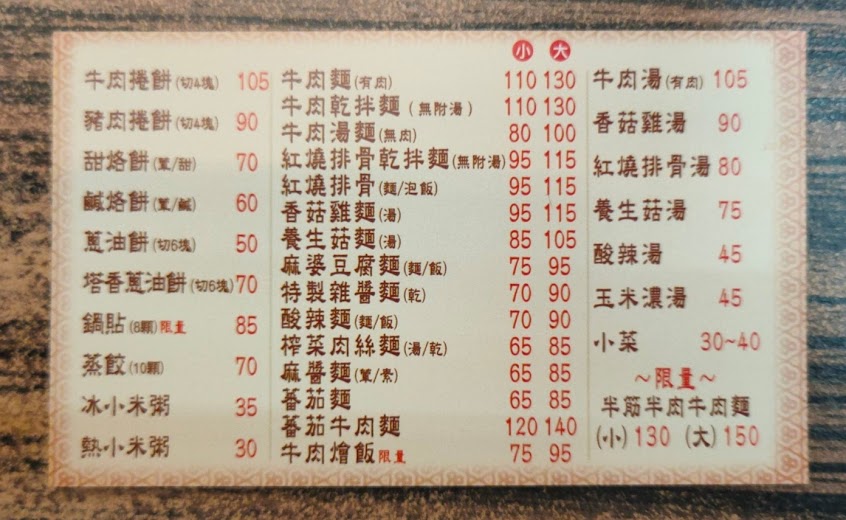 牛肉捲餅(切4塊) 105
豬肉捲餅(切4塊) 90
甜烙餅(葷/甜) 70
鹹烙餅(葷/鹹) 60
蔥油餅(切6塊) 50
塔香蔥油餅(切6塊) 70
鍋貼(8顆)限量 85
蒸餃(10顆) 70
冰小米粥 35
熱小米粥 30
小 大
牛肉麵(有肉) 110 130
牛肉乾拌麵(無附湯) 110 130
牛肉湯麵(無肉) 80 100
紅燒排骨乾拌麵(無附湯) 95 115
紅燒排骨(麵/泡飯) 95 115
香菇雞麵(湯) 95 115
養生菇麵(湯) 85 105
麻婆豆腐麵(麵/飯) 75 95
特製雜醬麵(乾) 70 90
酸辣麵(麵/飯) 70 90
榨菜肉絲麵(湯/乾) 65 85
麻醬麵(葷/素) 65 85
蕃茄麵 65 85
蕃茄牛肉麵 120 140
牛肉燴飯限量 75 95
牛肉湯(有肉) 105
香菇雞湯 90
紅燒排骨湯 80
養生菇湯 75
酸辣湯 45
玉米濃湯 45
小菜 30~40
～限量～
半筋半肉牛肉麵
(小)130 (大)150